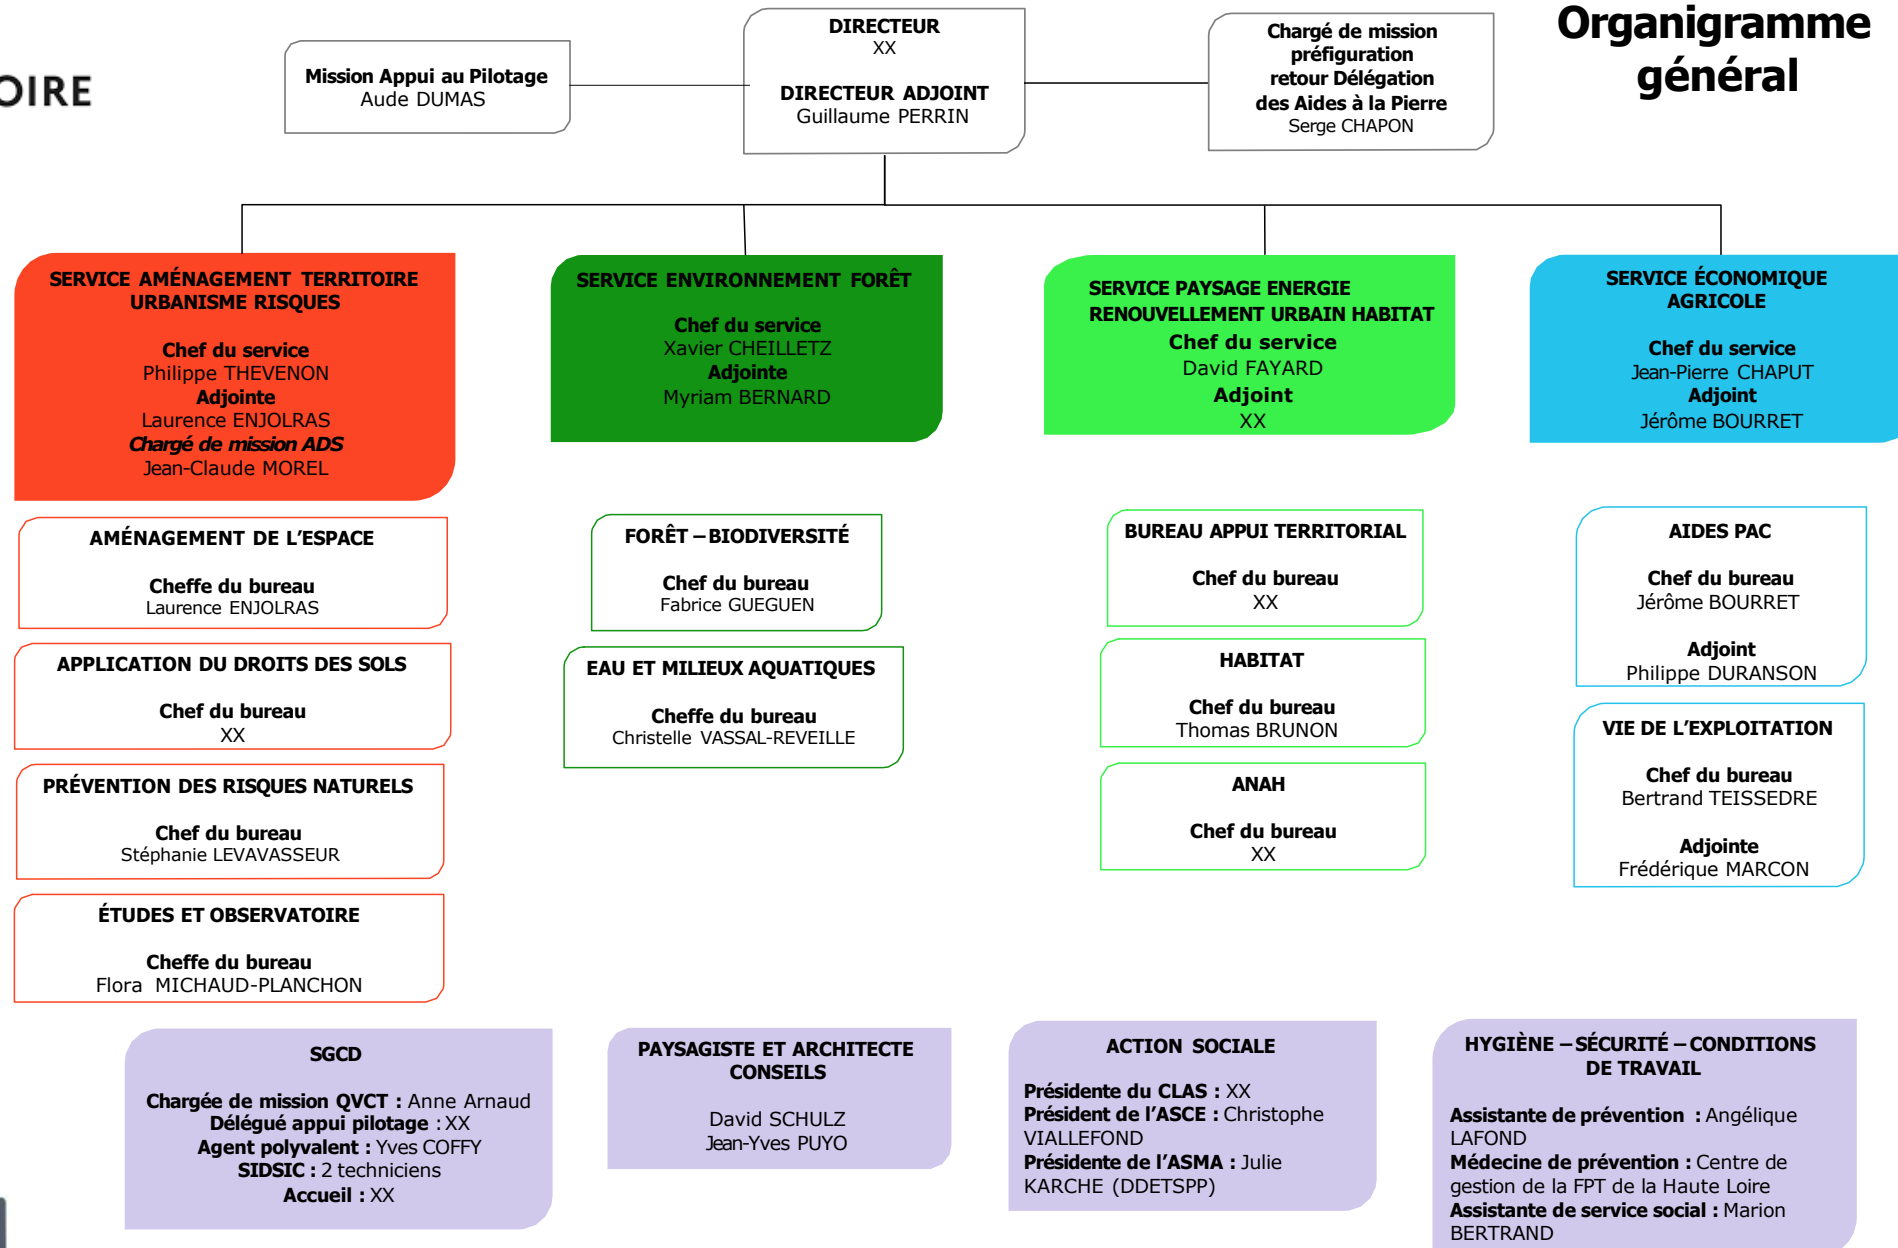 OIRE
Organigramme
général
Mission Appui au Pilotage
Aude DUMAS
DIRECTEUR
XX
DIRECTEUR ADJOINT
Guillaume PERRIN
Chargé de mission
préfiguration
retour Délégation
des Aides à la Pierre
Serge CHAPON
SERVICE AMÉNAGEMENT TERRITOIRE
URBANISME RISQUES
Chef du service
Philippe THEVENON
Adjointe
Laurence ENJOLRAS
Chargé de mission ADS
Jean-Claude MOREL
SERVICE ENVIRONNEMENT FORÊT
Chef du service
Xavier CHEILLETZ
Adjointe
Myriam BERNARD
SERVICE PAYSAGE ENERGIE
RENOUVELLEMENT URBAIN HABITAT
Chef du service
David FAYARD
Adjoint
XX
SERVICE ÉCONOMIQUE
AGRICOLE
Chef du service
Jean-Pierre CHAPUT
Adjoint
Jérôme BOURRET
AMÉNAGEMENT DE L’ESPACE
Cheffe du bureau
Laurence ENJOLRAS
APPLICATION DU DROITS DES SOLS
Chef du bureau
XX
PRÉVENTION DES RISQUES NATURELS
Chef du bureau
Stéphanie LEVAVASSEUR
ÉTUDES ET OBSERVATOIRE
Cheffe du bureau
Flora MICHAUD-PLANCHON
FORÊT – BIODIVERSITÉ
Chef du bureau
Fabrice GUEGUEN
EAU ET MILIEUX AQUATIQUES
Cheffe du bureau
Christelle VASSAL-REVEILLE
BUREAU APPUI TERRITORIAL
Chef du bureau
XX
HABITAT
Chef du bureau
Thomas BRUNON
ANAH
Chef du bureau
XX
AIDES PAC
Chef du bureau
Jérôme BOURRET
Adjoint
Philippe DURANSON
VIE DE L’EXPLOITATION
Chef du bureau
Bertrand TEISSEDRE
Adjointe
Frédérique MARCON
SGCD
Chargée de mission QVCT : Anne Arnaud
Délégué appui pilotage : XX
Agent polyvalent : Yves COFFY
SIDSIC : 2 techniciens
Accueil : XX
PAYSAGISTE ET ARCHITECTE
CONSEILS
David SCHULZ
Jean-Yves PUYO
ACTION SOCIALE
Présidente du CLAS : XX
Président de l’ASCE : Christophe
VIALLEFOND
Présidente de l’ASMA : Julie
KARCHE (DDETSPP)
HYGIÈNE – SÉCURITÉ – CONDITIONS
DE TRAVAIL
Assistante de prévention : Angélique
LAFOND
Médecine de prévention : Centre de
gestion de la FPT de la Haute Loire
Assistante de service social : Marion
BERTRAND